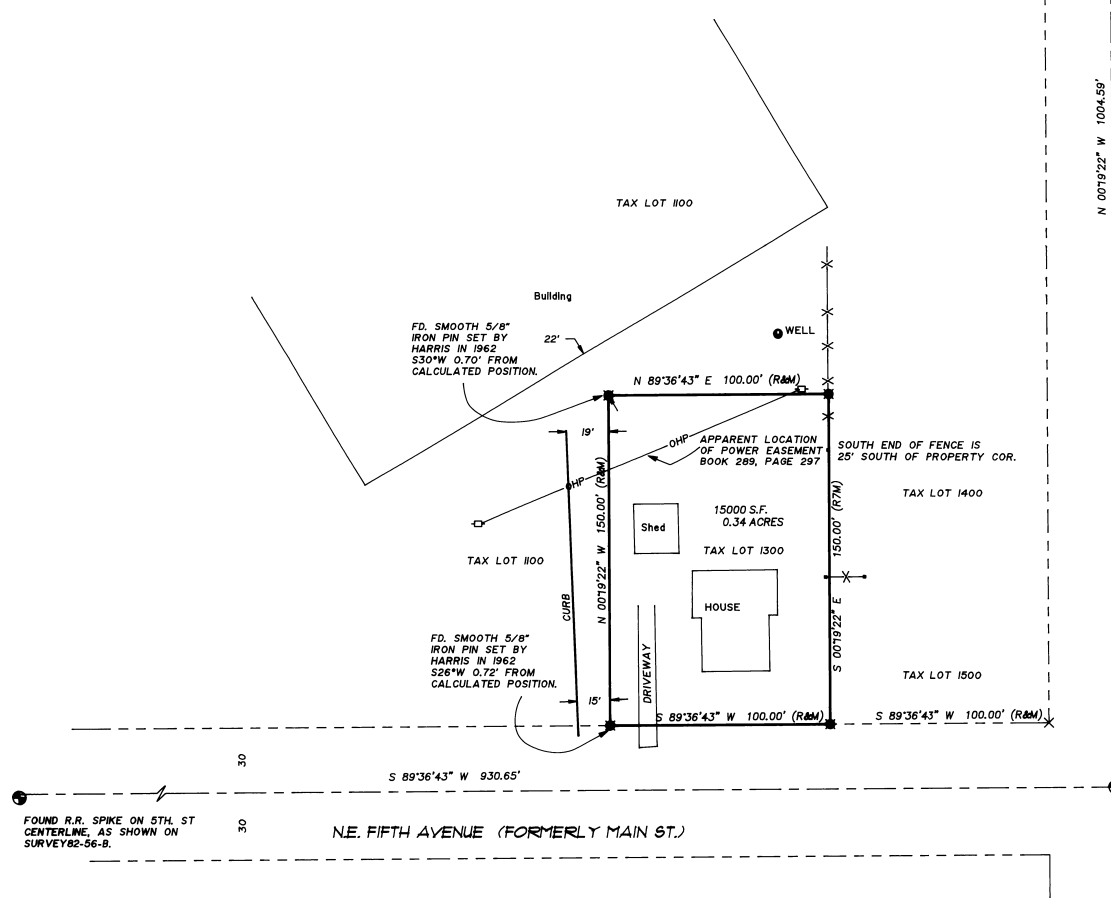 N 00°19'22" W 1004.59'
TAX LOT 1100
Building
FD. SMOOTH 5/8"
IRON PIN SET BY
HARRIS IN 1962
S30°W 0.70' FROM
CALCULATED POSITION.
22'
WELL
N 89°36'43" E 100.00' (R&M)
19'
OHP
APPARENT LOCATION
OF POWER EASEMENT
BOOK 289, PAGE 297
SOUTH END OF FENCE IS
25' SOUTH OF PROPERTY COR.
OHP
N 00°19'22" W 150.00' (R&M)
S 00°19'22" E 150.00' (R7M)
TAX LOT 1400
15000 S.F.
0.34 ACRES
Shed
TAX LOT 1300
TAX LOT 1100
HOUSE
CURB
FD. SMOOTH 5/8"
IRON PIN SET BY
HARRIS IN 1962
S26°W 0.72' FROM
CALCULATED POSITION.
DRIVEWAY
TAX LOT 1500
15'
S 89°36'43" W 100.00' (R&M)
S 89°36'43" W 100.00' (R&M)
30
S 89°36'43" W 930.65'
FOUND R.R. SPIKE ON 5TH. ST
CENTERLINE, AS SHOWN ON
SURVEY82-56-B.
30
N.E. FIFTH AVENUE (FORMERLY MAIN ST.)